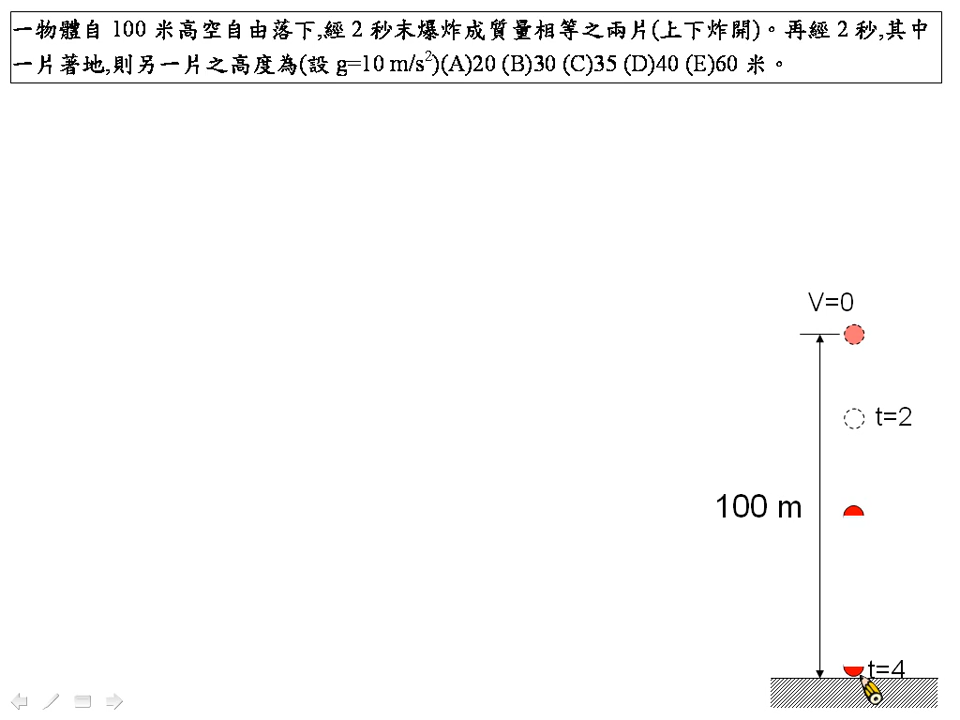 一物體自 100 米高空自由落下,經 2 秒末爆炸成質量相等之兩片(上下炸開)。再經 2 秒,其中
一片著地,則另一片之高度為(設 g=10 m/s²)(A)20 (B)30 (C)35 (D)40 (E)60 米。
V=0
t=2
100 m
t=4